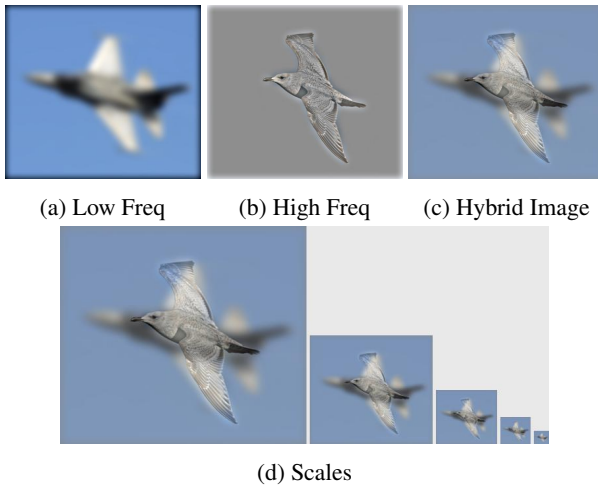 (a) Low Freq
(b) High Freq
(c) Hybrid Image
(d) Scales